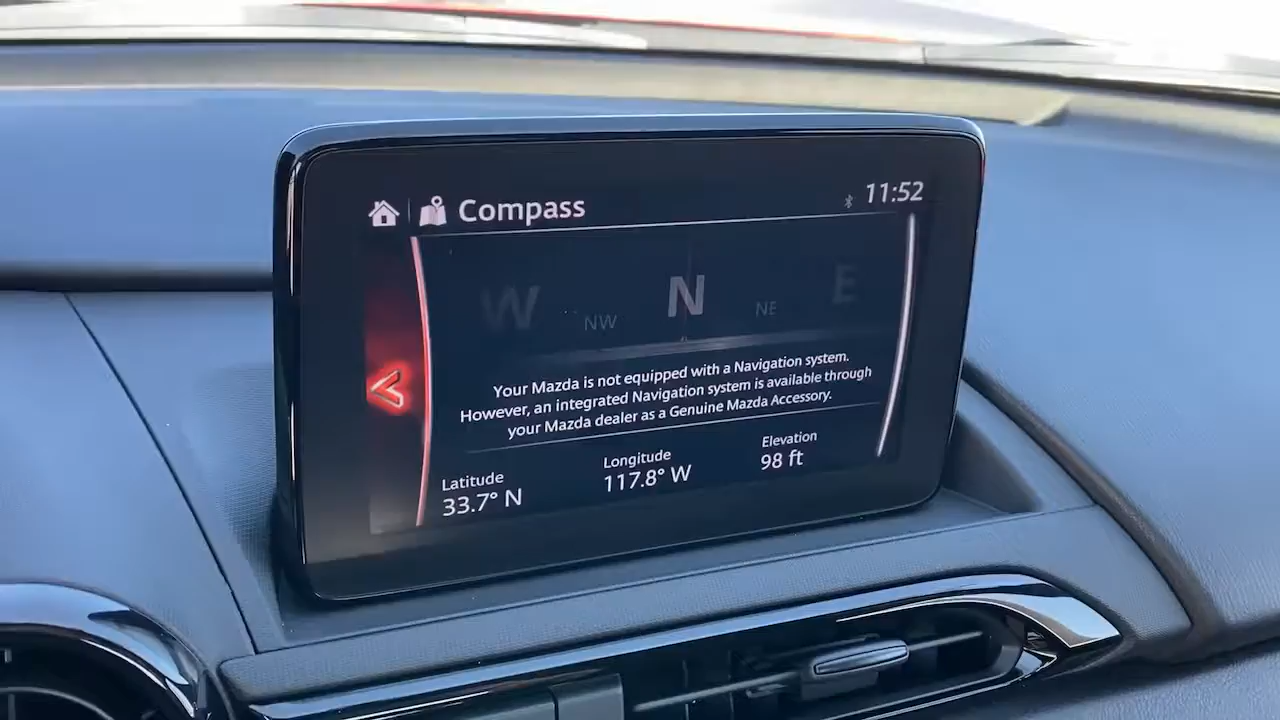 Compass
11:52
W NW N NE E
Your Mazda is not equipped with a Navigation system.
However, an integrated Navigation system is available through
your Mazda dealer as a Genuine Mazda Accessory.
Latitude
33.7° N
Longitude
117.8° W
Elevation
98 ft